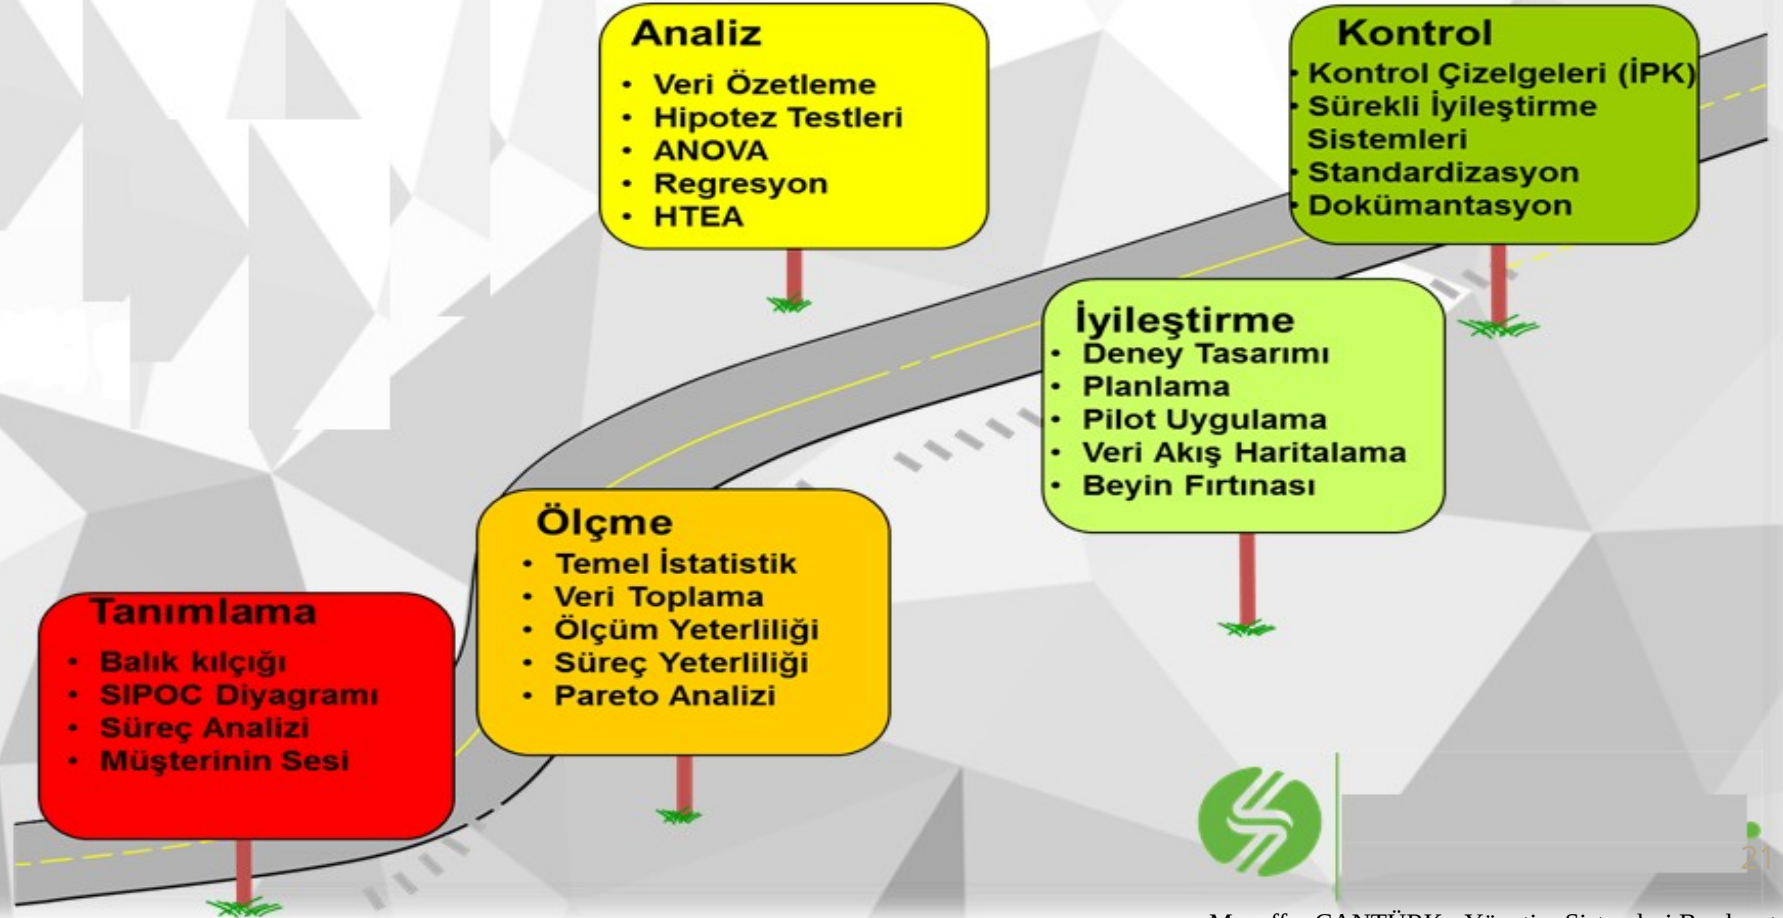 Analiz
• Veri Özetleme
• Hipotez Testleri
• ANOVA
• Regresyon
• HTEA
Kontrol
• Kontrol Çizelgeleri (İPK)
• Sürekli İyileştirme
Sistemleri
• Standardizasyon
• Dokümantasyon
İyileştirme
• Deney Tasarımı
• Planlama
• Pilot Uygulama
• Veri Akış Haritalama
• Beyin Fırtınası
Ölçme
• Temel İstatistik
• Veri Toplama
• Ölçüm Yeterliliği
• Süreç Yeterliliği
• Pareto Analizi
Tanımlama
• Balık kılçığı
• SIPOC Diyagramı
• Süreç Analizi
• Müşterinin Sesi
21